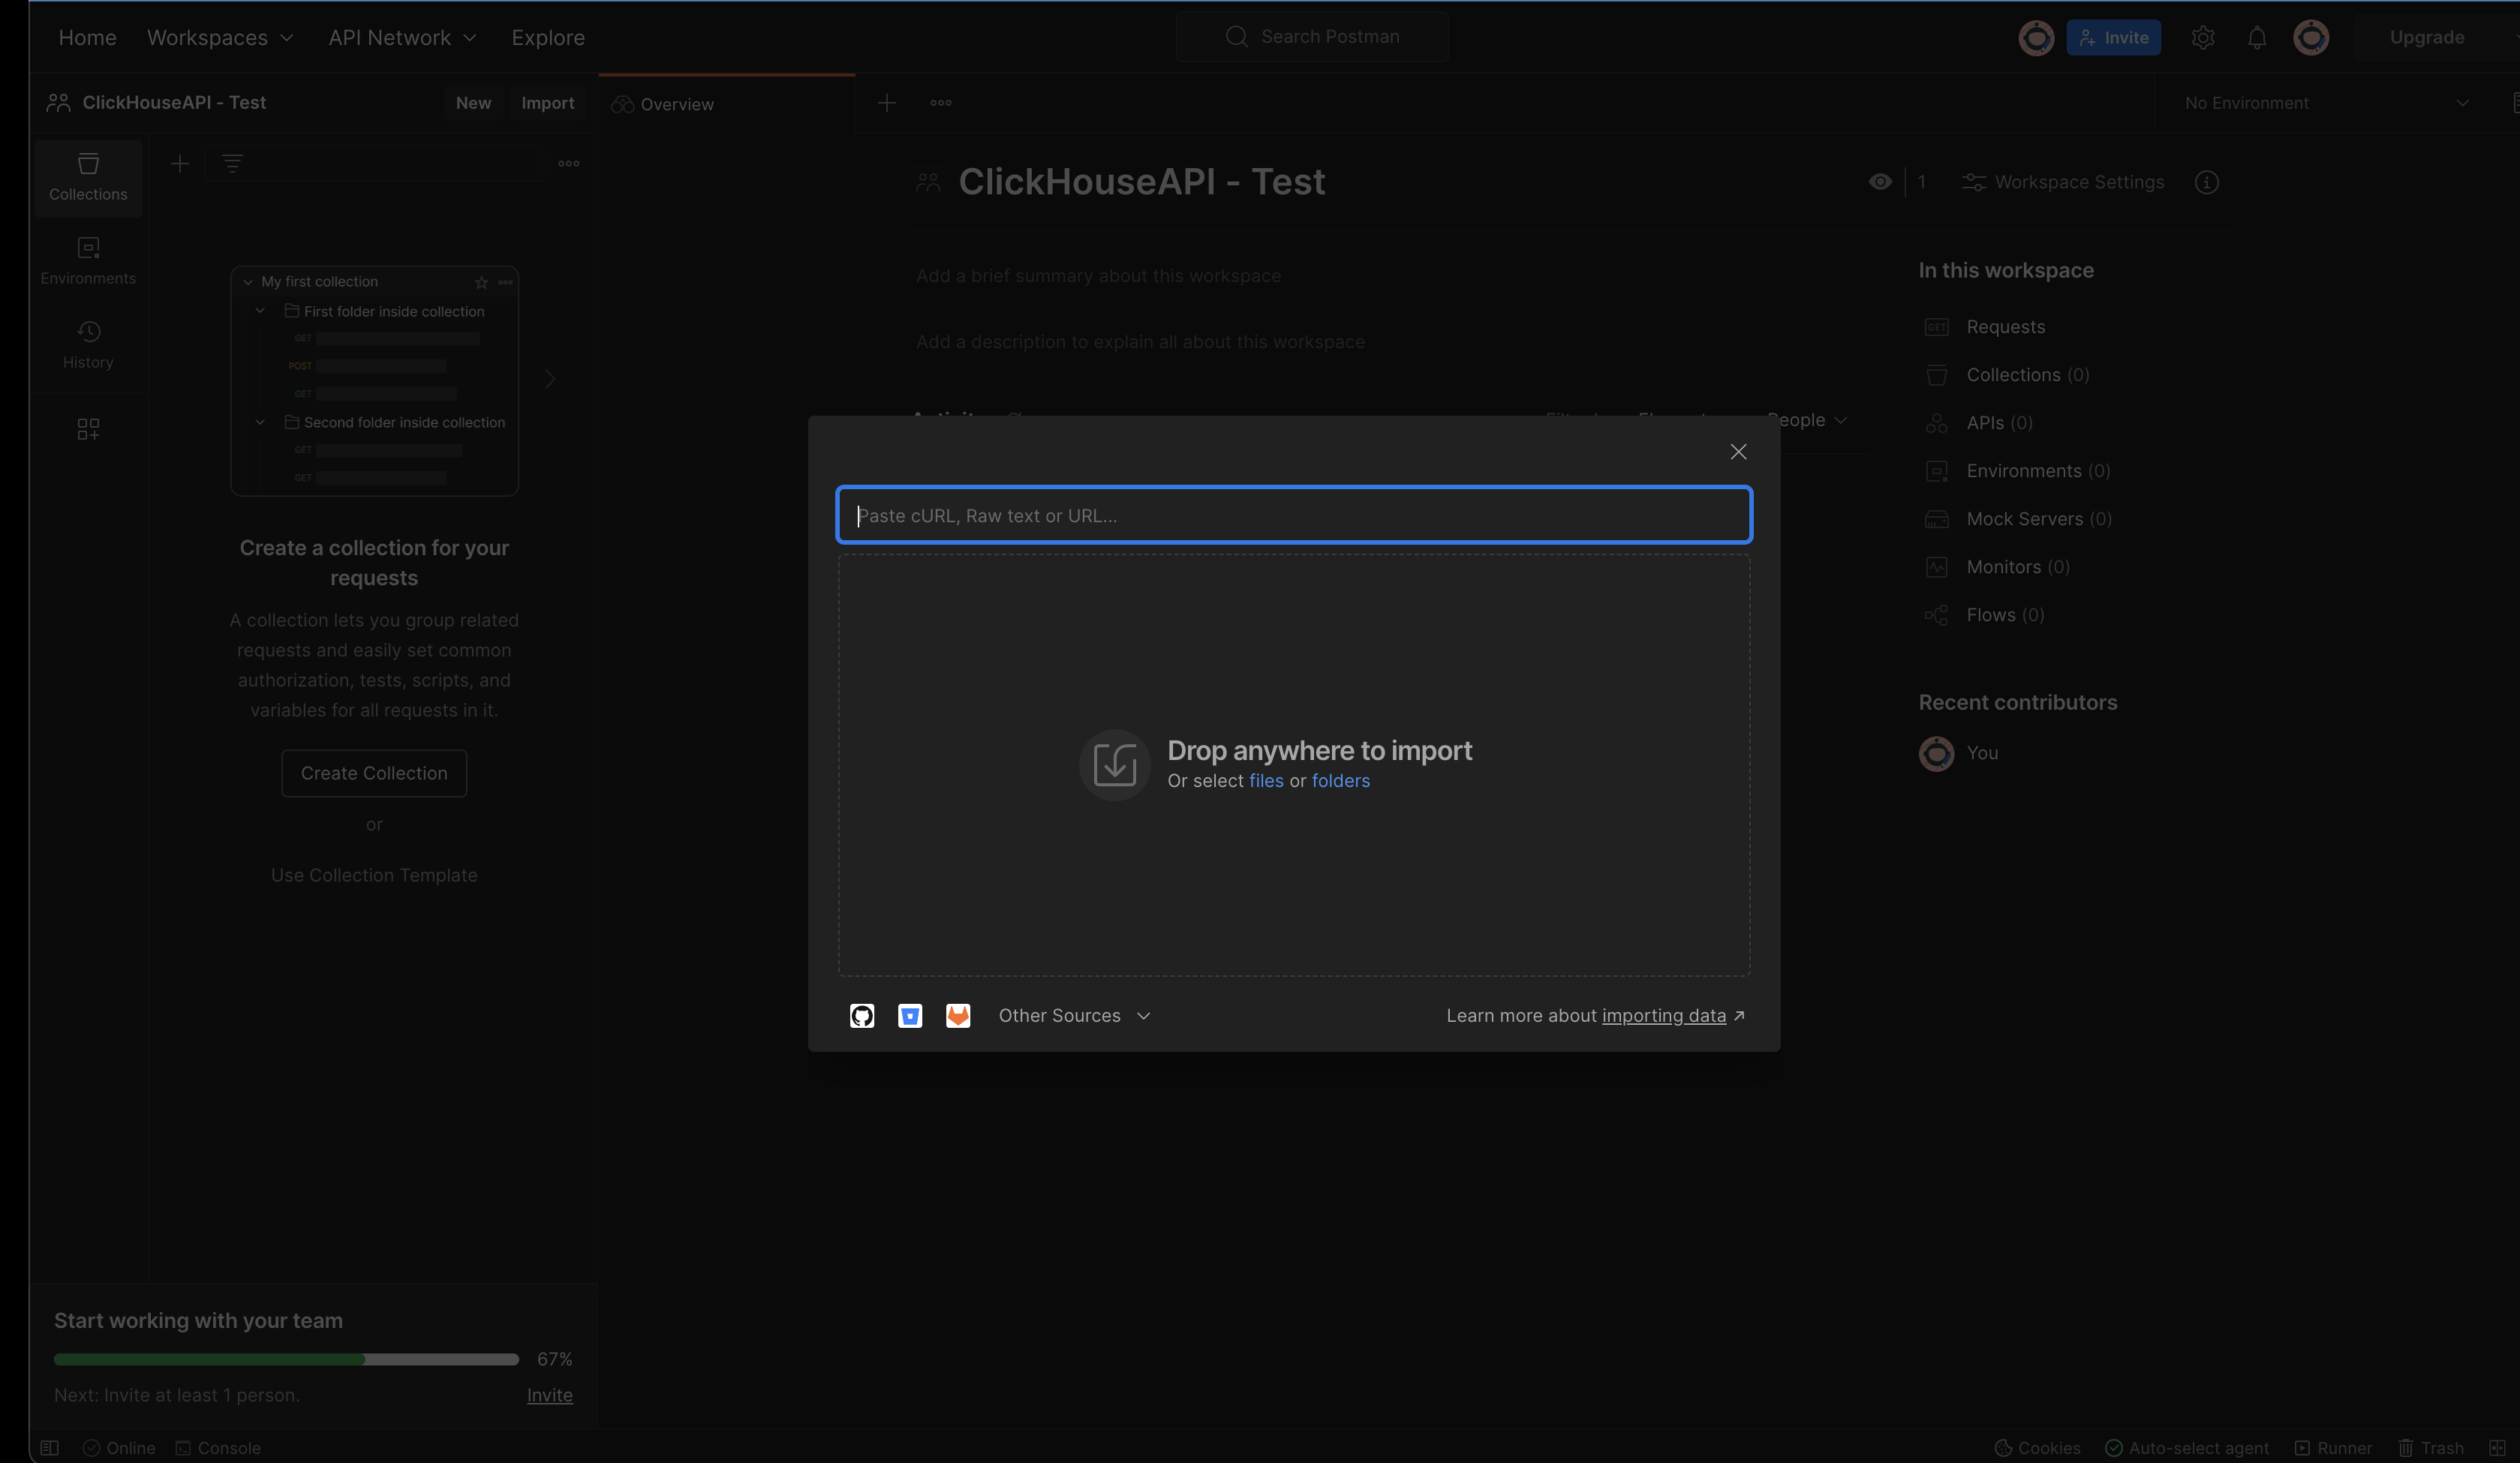 Home Workspaces API Network Explore
Search Postman
Invite
Upgrade
ClickHouseAPI - Test
New Import
Overview
No Environment
Collections
Environments
History
My first collection
First folder inside collection
GET
POST
GET
Second folder inside collection
GET
GET
Create a collection for your
requests
A collection lets you group related
requests and easily set common
authorization, tests, scripts, and
variables for all requests in it.
Create Collection
or
Use Collection Template
Start working with your team
67%
Next: Invite at least 1 person. Invite
ClickHouseAPI - Test
1 Workspace Settings
Add a brief summary about this workspace
Add a description to explain all about this workspace
Paste cURL, Raw text or URL...
Drop anywhere to import
Or select files or folders
Other Sources
Learn more about importing data
In this workspace
GET Requests
Collections (0)
APIs (0)
Environments (0)
Mock Servers (0)
Monitors (0)
Flows (0)
Recent contributors
You
Online Console
Cookies Auto-select agent Runner Trash